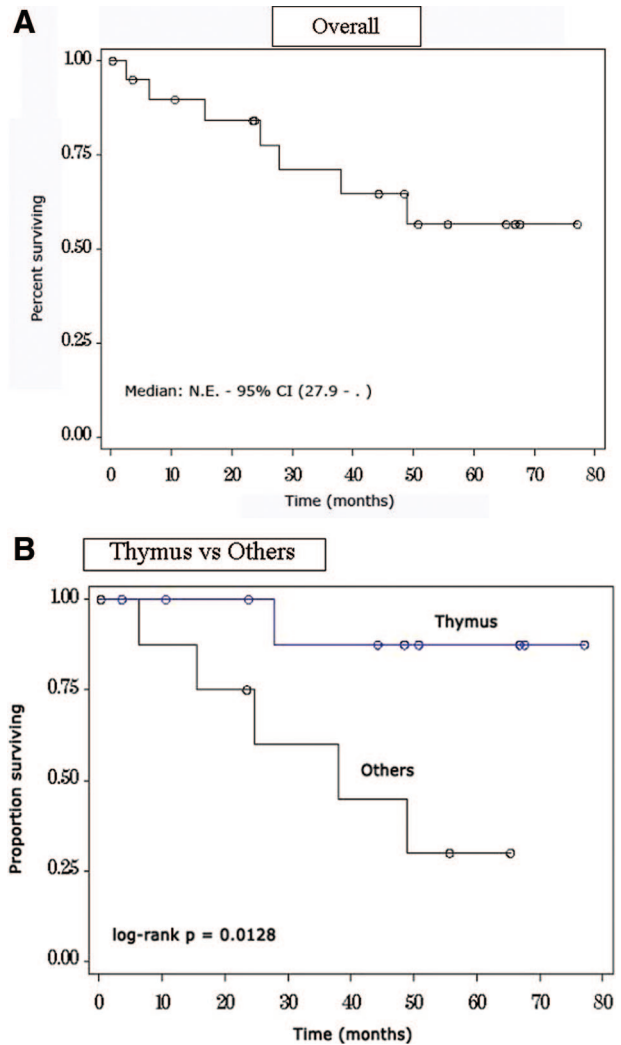 A
Overall
1.00
0.75
0.50
0.25
0.00
Percent surviving
Median: N.E. - 95% CI (27.9 - . )
0 10 20 30 40 50 60 70 80
Time (months)
B
Thymus vs Others
1.00
0.75
0.50
0.25
0.00
Proportion surviving
Thymus
Others
log-rank p = 0.0128
0 10 20 30 40 50 60 70 80
Time (months)